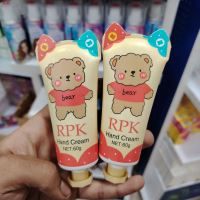 bear
RPK
Hand Cream
NET:60g
bear
RPK
Hand Cream
NET:60g